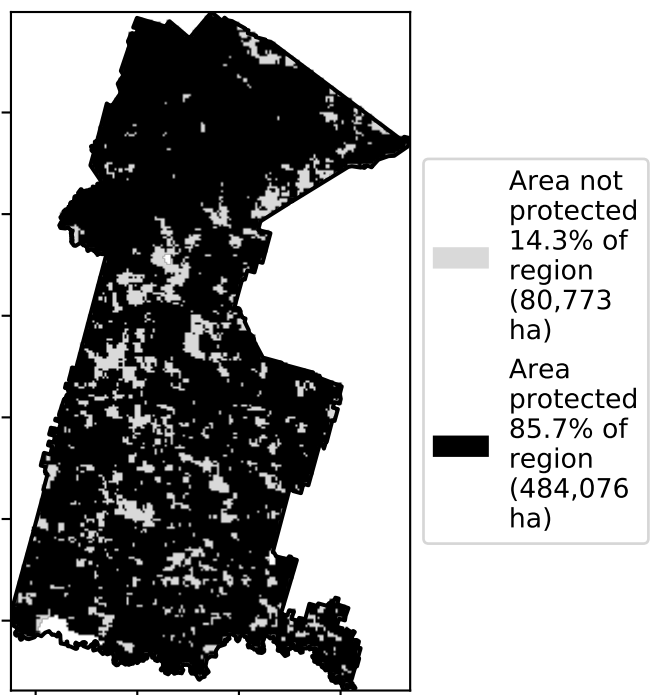 Area not
protected
14.3% of
region
(80,773
ha)
Area
protected
85.7% of
region
(484,076
ha)